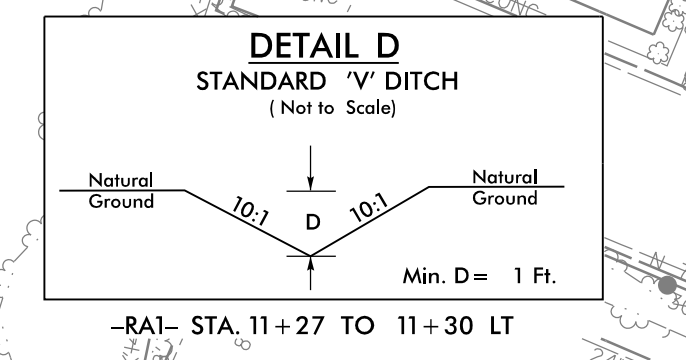 DETAIL D
STANDARD 'V' DITCH
( Not to Scale)
Natural
Ground
10:1
D
10:1
Natural
Ground
Min. D = 1 Ft.
–RA1– STA. 11+27 TO 11+30 LT